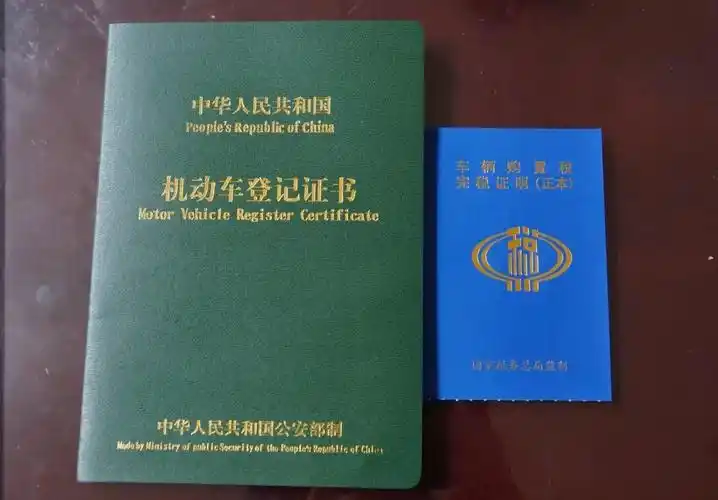 中华人民共和国
People's Republic of China
机动车登记证书
Motor Vehicle Register Certificate
中华人民共和国公安部制
Made by Ministry of public Security of the People's Republic of China
车辆购置税
完税证明(正本)
税
国家税务总局监制